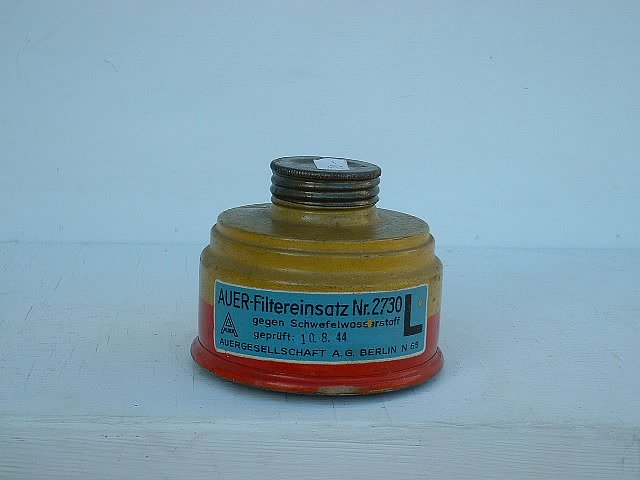 AUER-Filtereinsatz Nr. 2730 L
gegen Schwefelwasserstoff
geprüft: 10. 8. 44
AUERGESELLSCHAFT A.G. BERLIN N 65